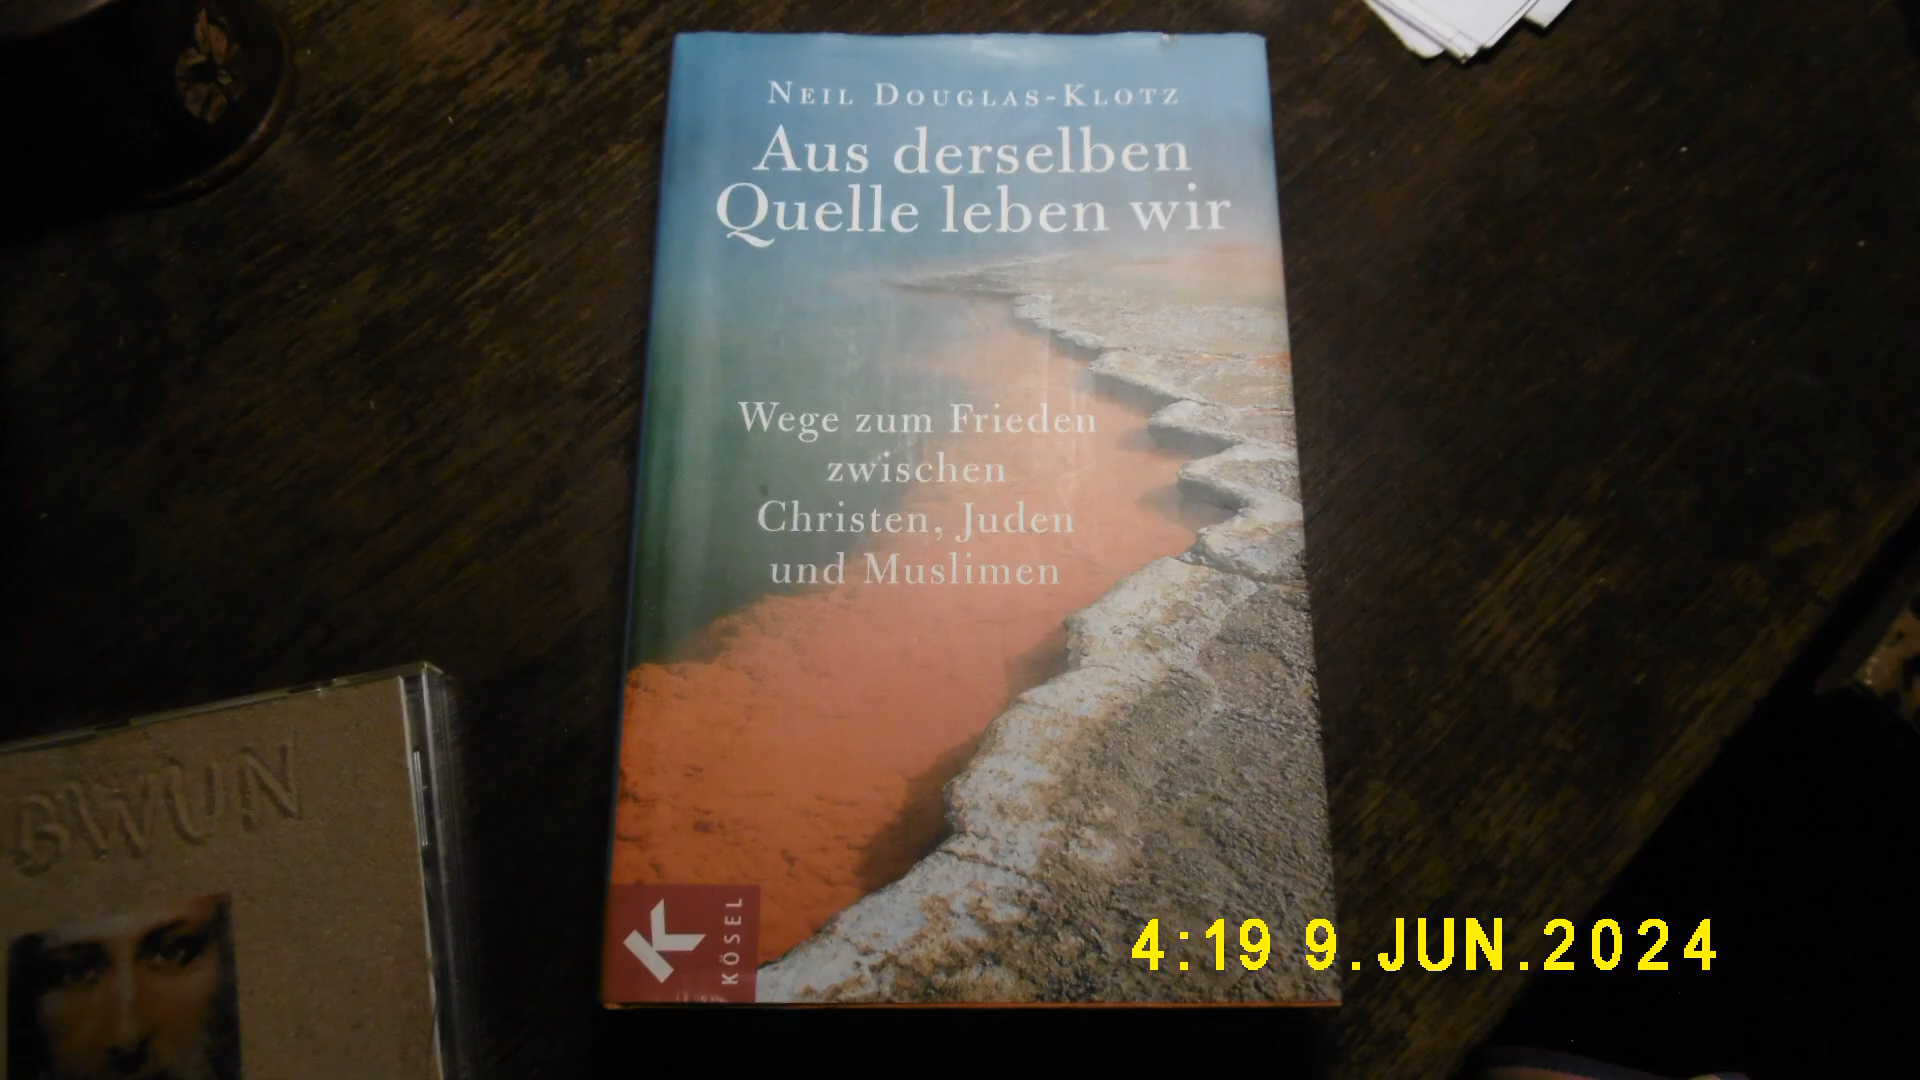 NEIL DOUGLAS-KLOTZ
Aus derselben
Quelle leben wir
Wege zum Frieden
zwischen
Christen, Juden
und Muslimen
KÖSEL
BWUN
4:19 9.JUN.2024